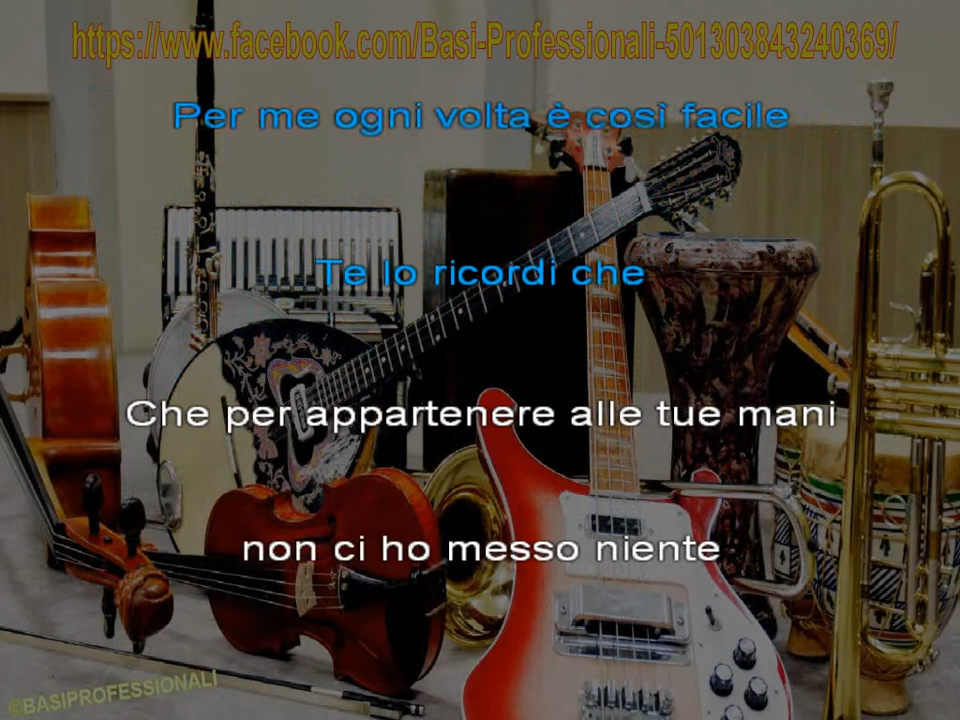 https://www.facebook.com/Basi-Professionali-501303843240369/
Per me ogni volta è così facile
Te lo ricordi che
Che per appartenere alle tue mani
non ci ho messo niente
©BASIPROFESSIONALI